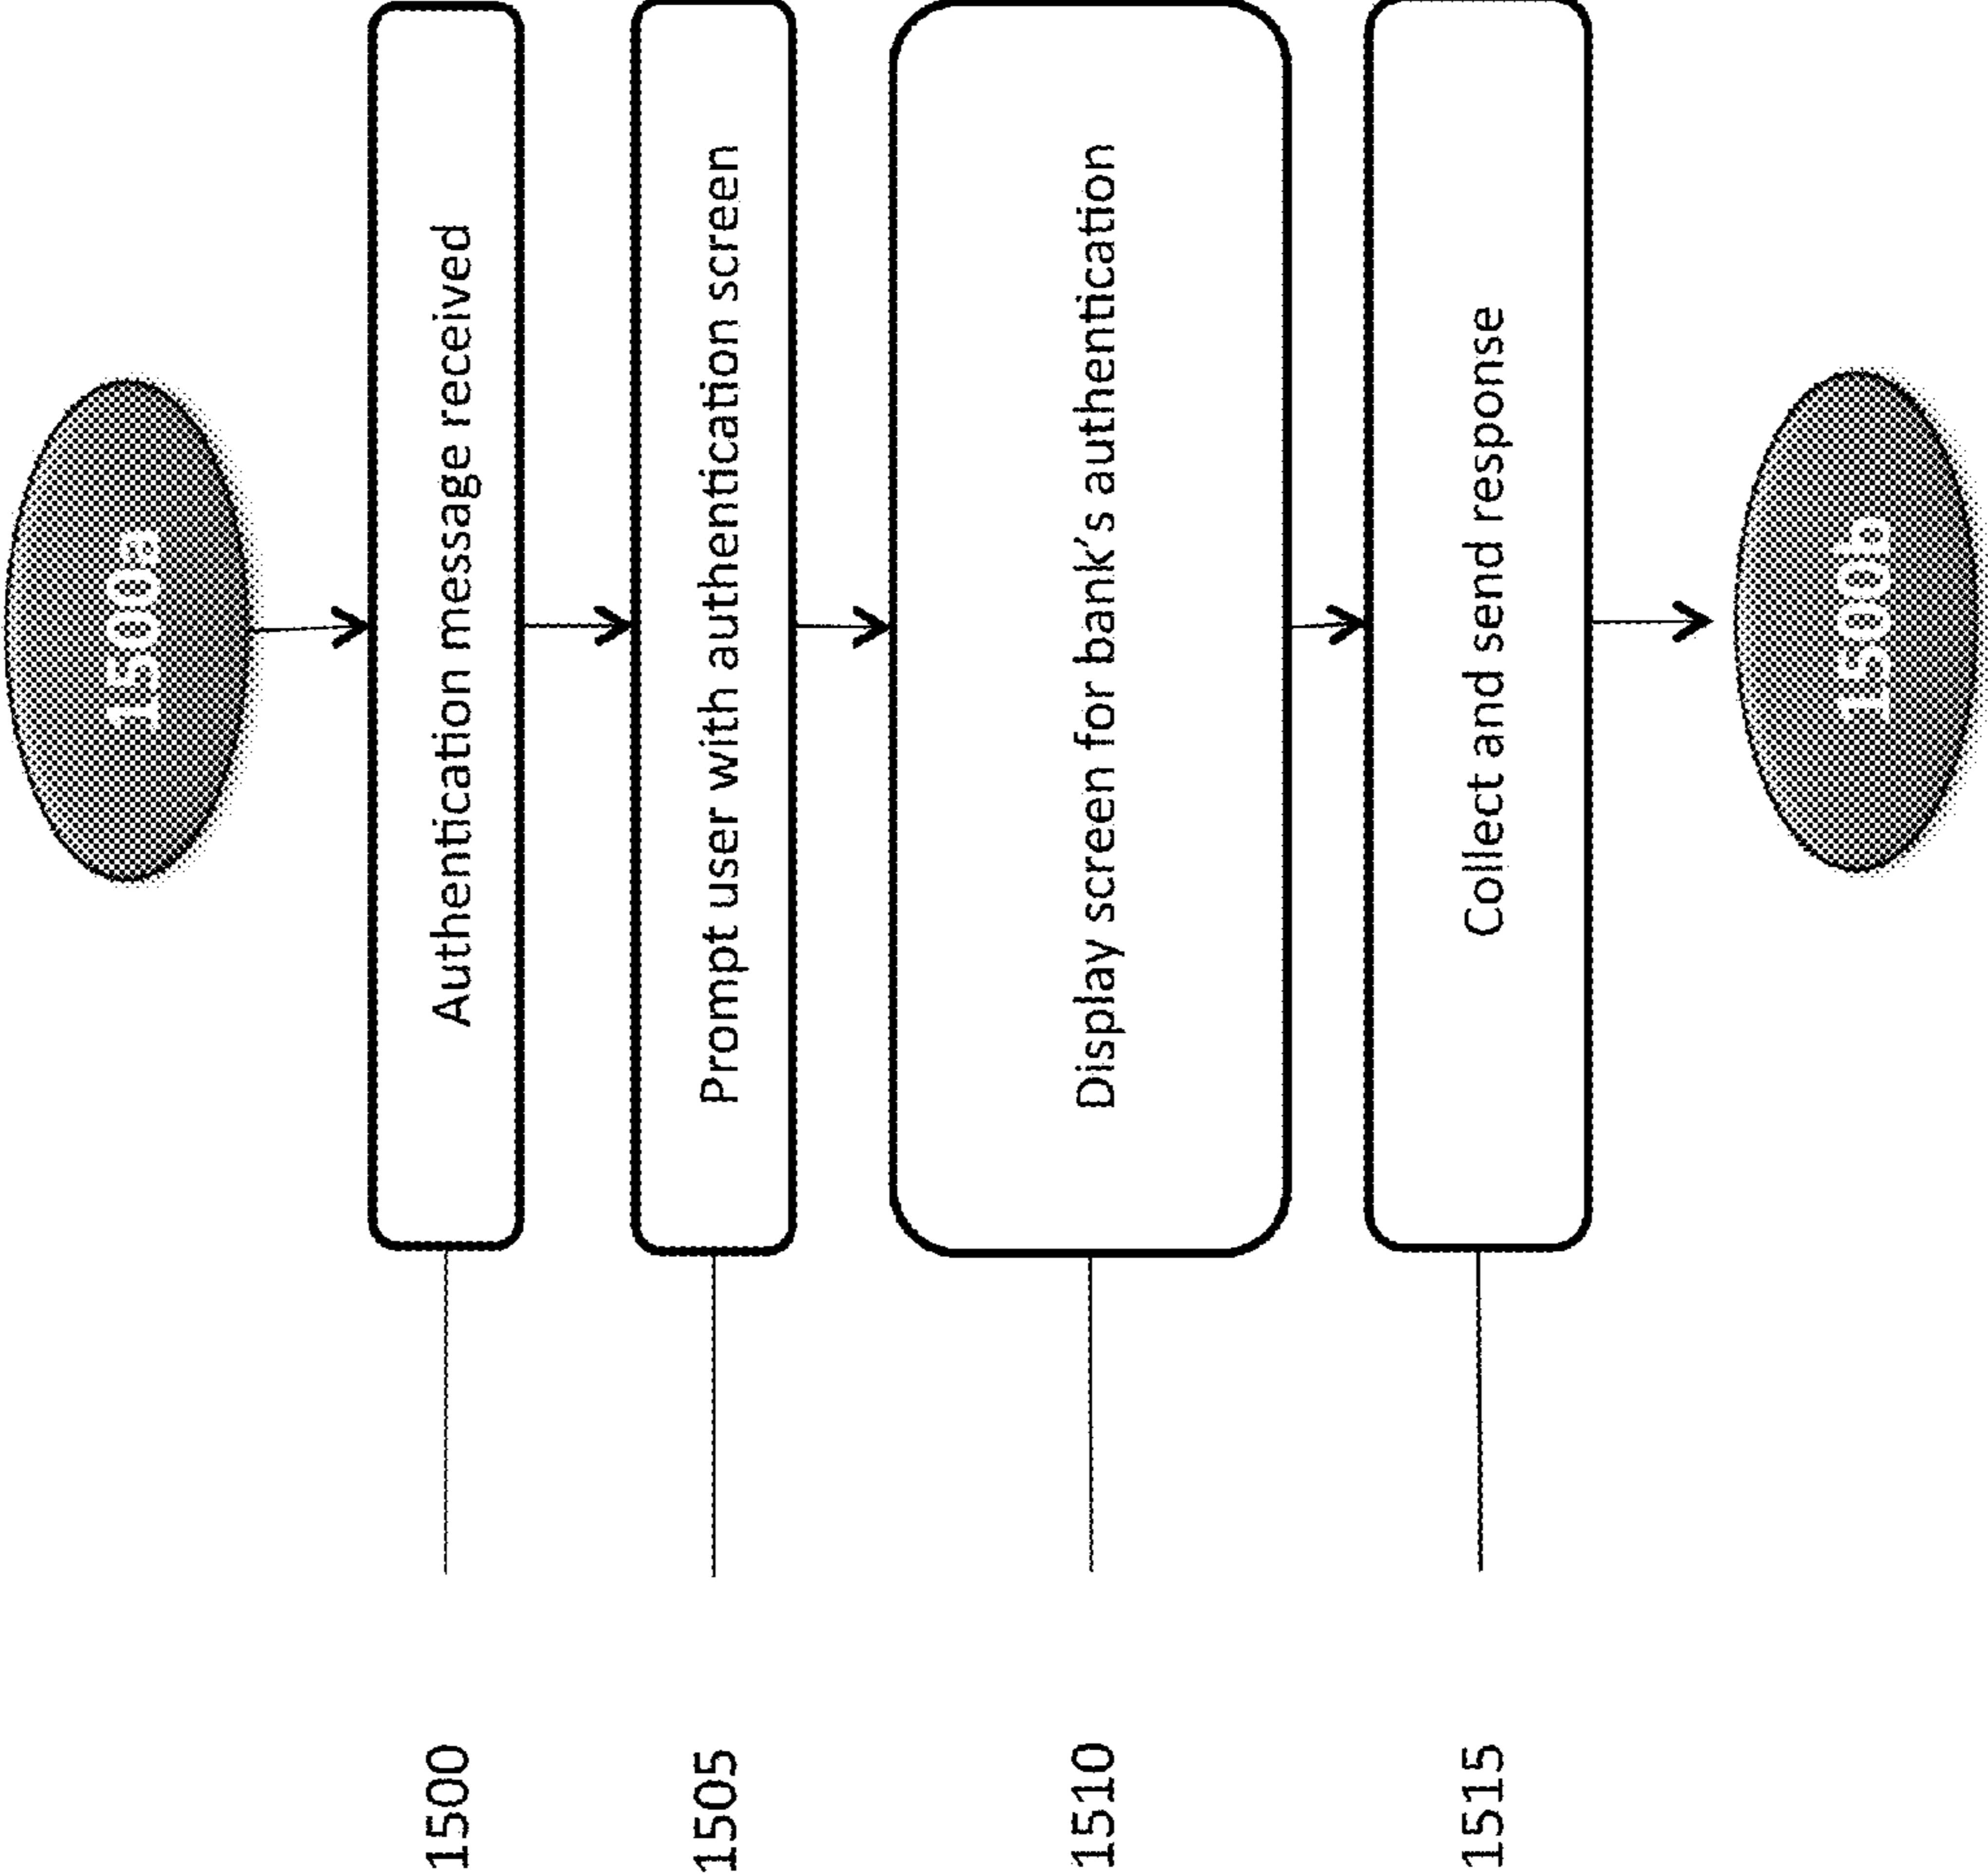 1500a
1500 Authentication message received
1505 Prompt user with authentication screen
1510 Display screen for bank's authentication
1515 Collect and send response
1500b